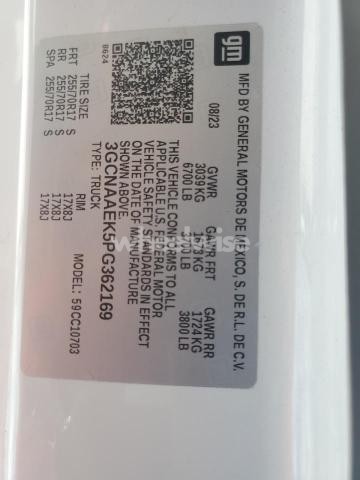 gm
MFD BY GENERAL MOTORS DE MEXICO, S. DE R.L. DE C.V.
08/23 GVWR GAWR FRT GAWR RR
3039 KG 1673 KG 1724 KG
6700 LB 3700 LB 3800 LB
8624
THIS VEHICLE CONFORMS TO ALL
APPLICABLE U.S. FEDERAL MOTOR
VEHICLE SAFETY STANDARDS IN EFFECT
ON THE DATE OF MANUFACTURE
SHOWN ABOVE.
3GCNAAEK5PG362169
TYPE: TRUCK
MODEL: 59CC10703
TIRE SIZE RIM
FRT 255/70R17 S 17X8J
RR 255/70R17 S 17X8J
SPA 255/70R17 S 17X8J